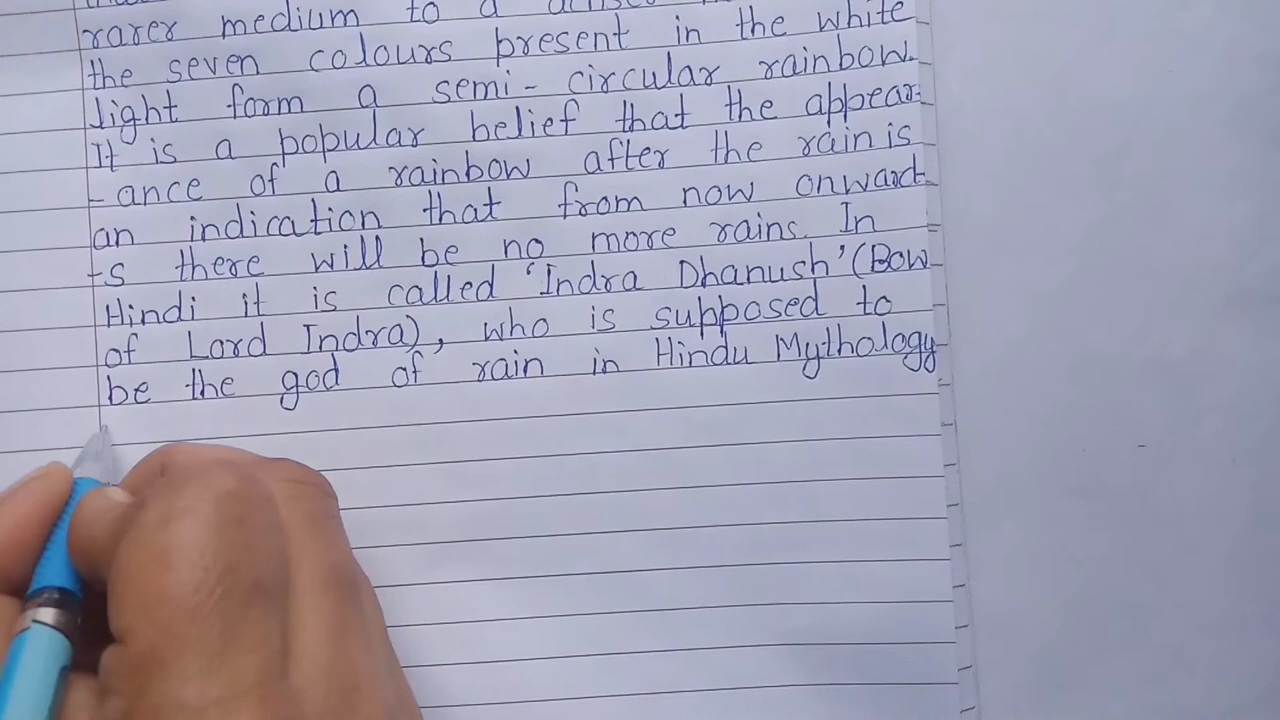 rarer medium to a
the seven colours present in the white
light form a semi- circular rainbow.
It is a popular belief that the appear-
-ance of a rainbow after the rain is
an indication that from now onward-
-s there will be no more rains. In
Hindi it is called 'Indra Dhanush' (Bow
of Lord Indra), who is supposed to
be the god of rain in Hindu Mythology